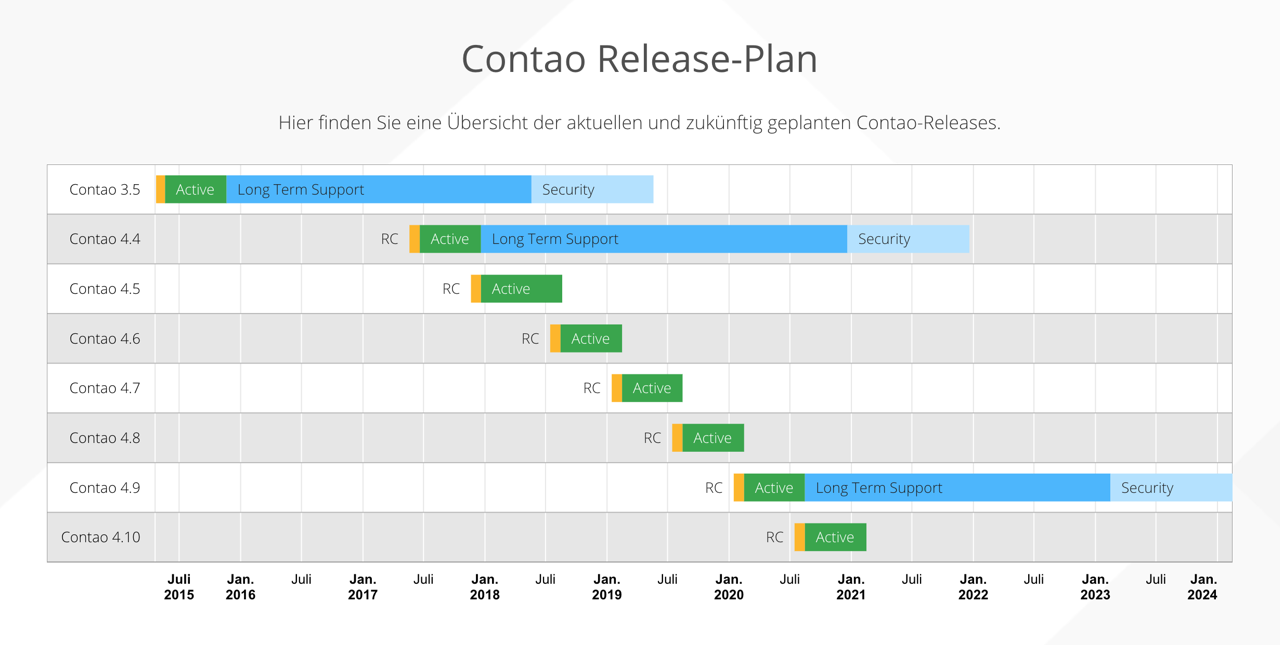 Contao Release-Plan
Hier finden Sie eine Übersicht der aktuellen und zukünftig geplanten Contao-Releases.
Contao 3.5 Active Long Term Support Security
Contao 4.4 RC Active Long Term Support Security
Contao 4.5 RC Active
Contao 4.6 RC Active
Contao 4.7 RC Active
Contao 4.8 RC Active
Contao 4.9 RC Active Long Term Support Security
Contao 4.10 RC Active
Juli Jan. Juli Jan. Juli Jan. Juli Jan. Juli Jan. Juli Jan. Juli Jan. Juli Jan. Juli Jan.
2015 2016 2017 2018 2019 2020 2021 2022 2023 2024